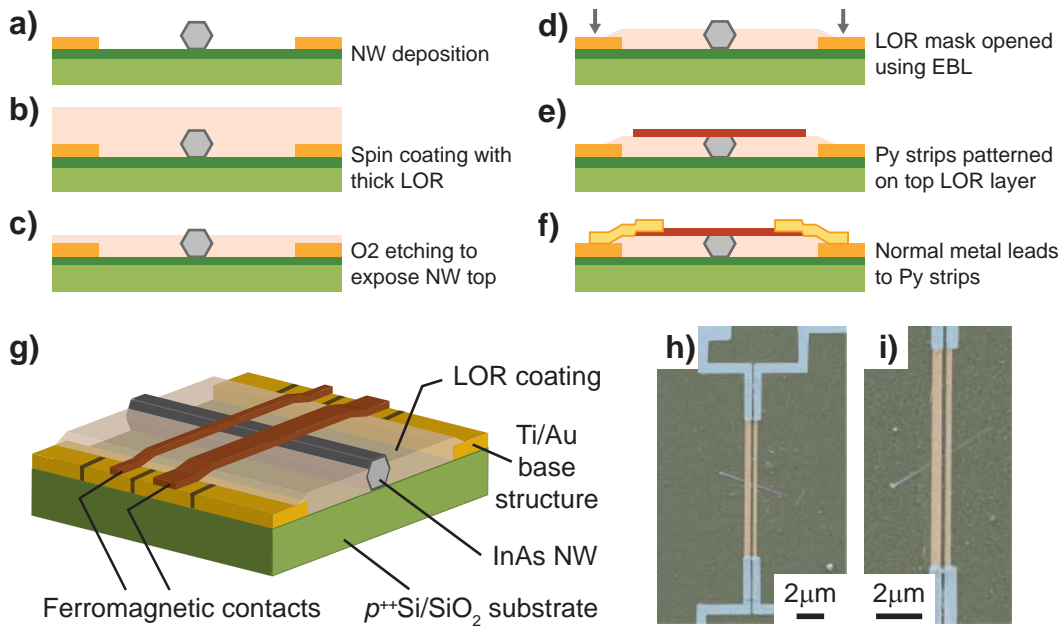 a)
NW deposition
b)
Spin coating with
thick LOR
c)
O2 etching to
expose NW top
d)
LOR mask opened
using EBL
e)
Py strips patterned
on top LOR layer
f)
Normal metal leads
to Py strips
g)
LOR coating
Ti/Au
base
structure
InAs NW
Ferromagnetic contacts
p++Si/SiO2 substrate
h)
2μm
i)
2μm